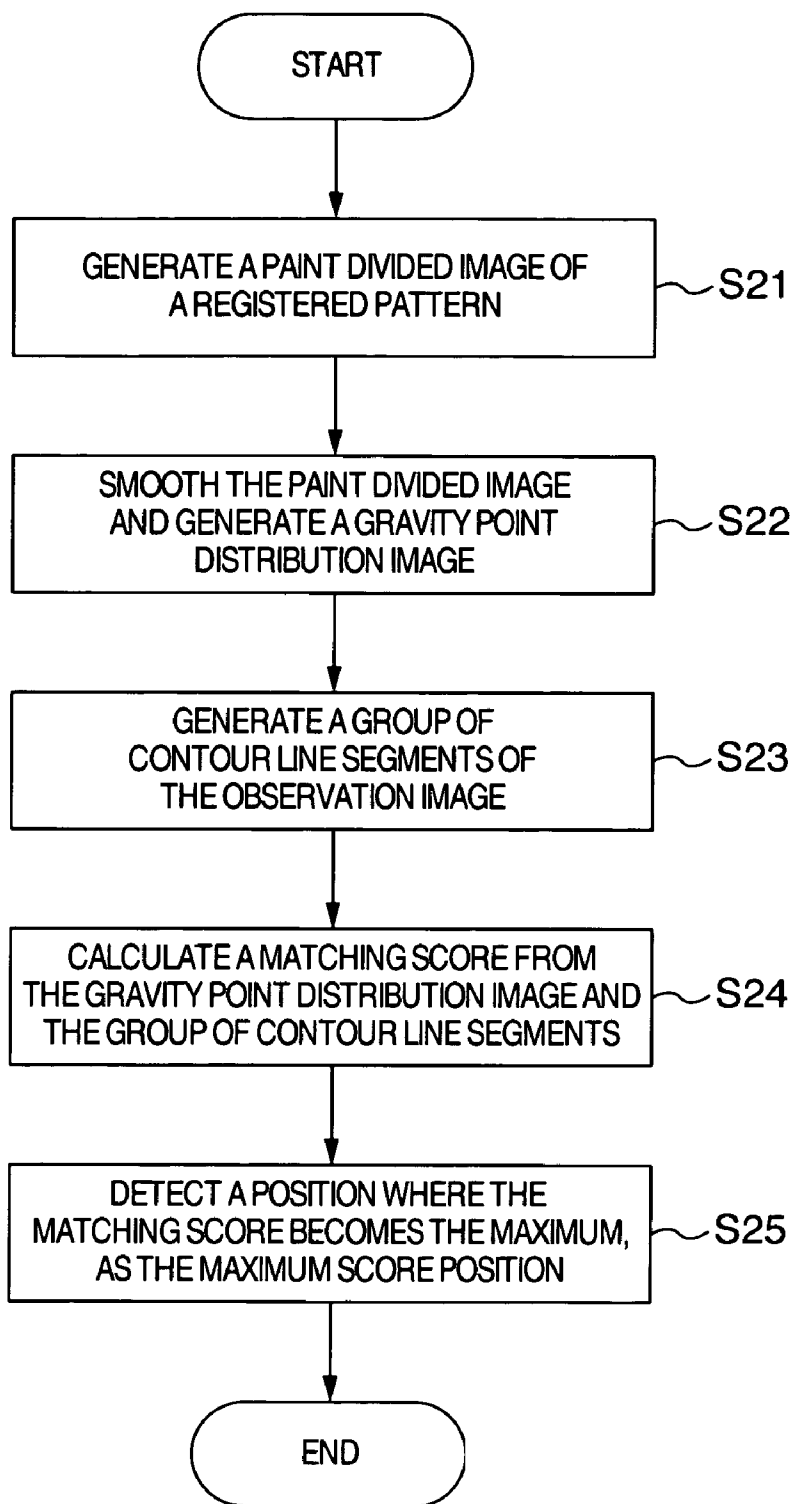 START
GENERATE A PAINT DIVIDED IMAGE OF
A REGISTERED PATTERN
S21
SMOOTH THE PAINT DIVIDED IMAGE
AND GENERATE A GRAVITY POINT
DISTRIBUTION IMAGE
S22
GENERATE A GROUP OF
CONTOUR LINE SEGMENTS OF
THE OBSERVATION IMAGE
S23
CALCULATE A MATCHING SCORE FROM
THE GRAVITY POINT DISTRIBUTION IMAGE AND
THE GROUP OF CONTOUR LINE SEGMENTS
S24
DETECT A POSITION WHERE THE
MATCHING SCORE BECOMES THE MAXIMUM,
AS THE MAXIMUM SCORE POSITION
S25
END